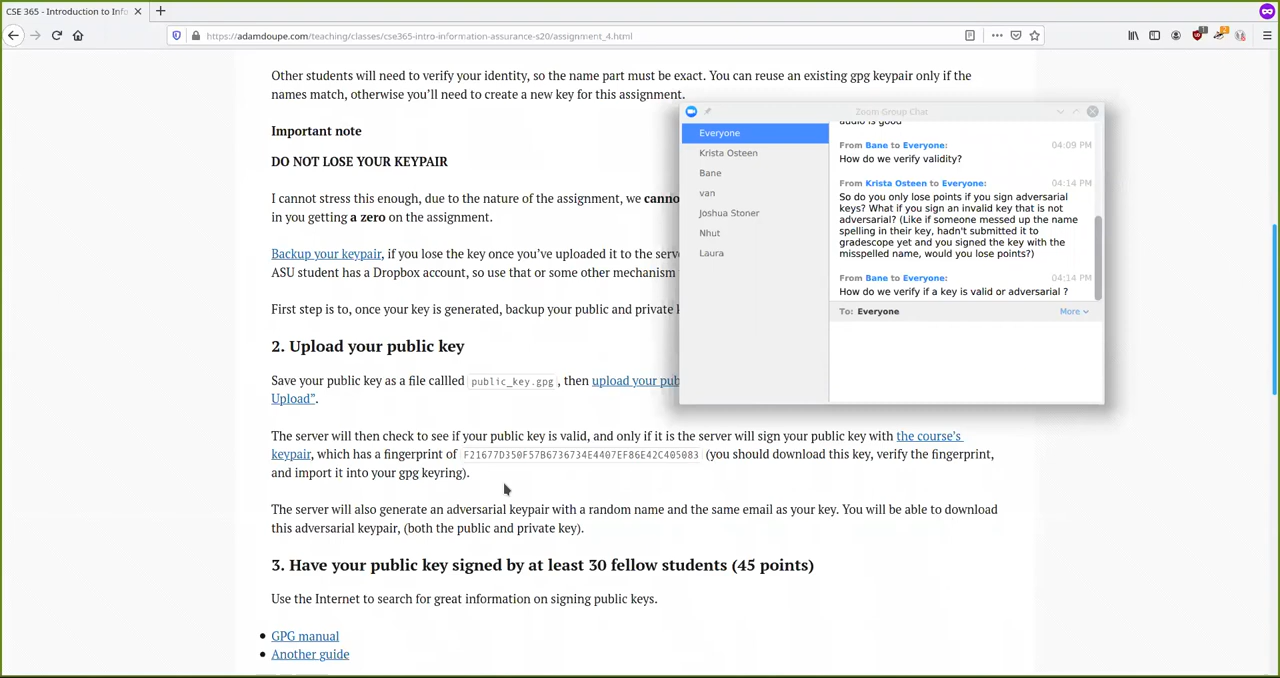 CSE 365 - Introduction to Info
https://adamdoupe.com/teaching/classes/cse365-intro-information-assurance-s20/assignment_4.html
Other students will need to verify your identity, so the name part must be exact. You can reuse an existing gpg keypair only if the
names match, otherwise you'll need to create a new key for this assignment.
Important note
DO NOT LOSE YOUR KEYPAIR
I cannot stress this enough, due to the nature of the assignment, we canno
in you getting a zero on the assignment.
Backup your keypair, if you lose the key once you've uploaded it to the serve
ASU student has a Dropbox account, so use that or some other mechanism
First step is to, once your key is generated, backup your public and private k
2. Upload your public key
Save your public key as a file callled public_key.gpg, then upload your pub
Upload".
The server will then check to see if your public key is valid, and only if it is the server will sign your public key with the course's
keypair, which has a fingerprint of F21677D350F57B6736734E4407EF86E42C405083 (you should download this key, verify the fingerprint,
and import it into your gpg keyring).
The server will also generate an adversarial keypair with a random name and the same email as your key. You will be able to download
this adversarial keypair, (both the public and private key).
3. Have your public key signed by at least 30 fellow students (45 points)
Use the Internet to search for great information on signing public keys.
GPG manual
Another guide
Zoom Group Chat
Everyone
Krista Osteen
Bane
van
Joshua Stoner
Nhut
Laura
audio is good
From Bane to Everyone: 04:09 PM
How do we verify validity?
From Krista Osteen to Everyone: 04:14 PM
So do you only lose points if you sign adversarial
keys? What if you sign an invalid key that is not
adversarial? (Like if someone messed up the name
spelling in their key, hadn't submitted it to
gradescope yet and you signed the key with the
misspelled name, would you lose points?)
From Bane to Everyone: 04:14 PM
How do we verify if a key is valid or adversarial ?
To: Everyone More